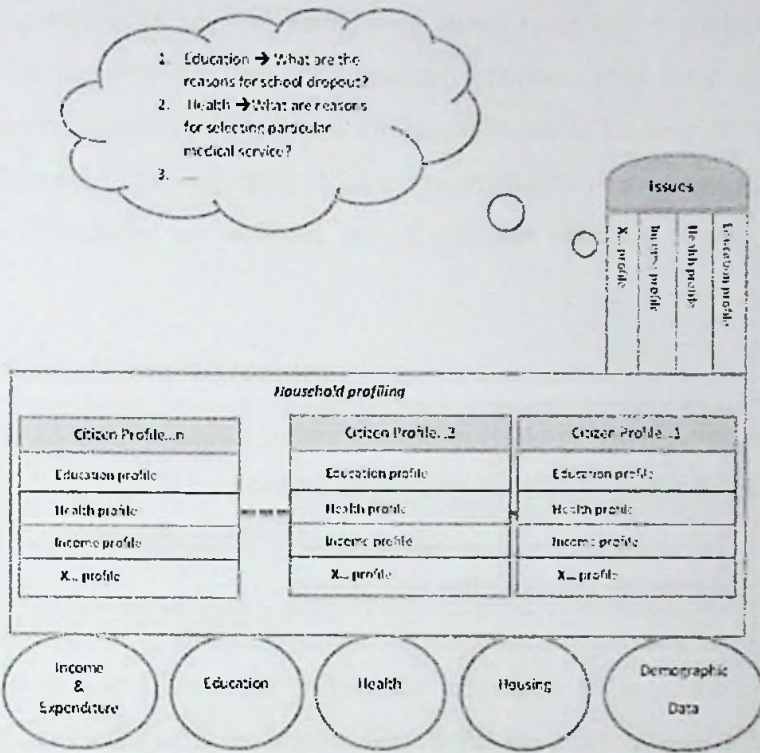 1. Education → What are the
reasons for school dropout?
2. Health → What are reasons
for selecting particular
medical service?
3. ...
Issues
X... profile
Income profile
Health profile
Education profile
Household profiling
Citizen Profile...n
Education profile
Health profile
Income profile
X... profile
Citizen Profile...2
Education profile
Health profile
Income profile
X... profile
Citizen Profile...1
Education profile
Health profile
Income profile
X... profile
Income
&
Expenditure
Education
Health
Housing
Demographic
Data